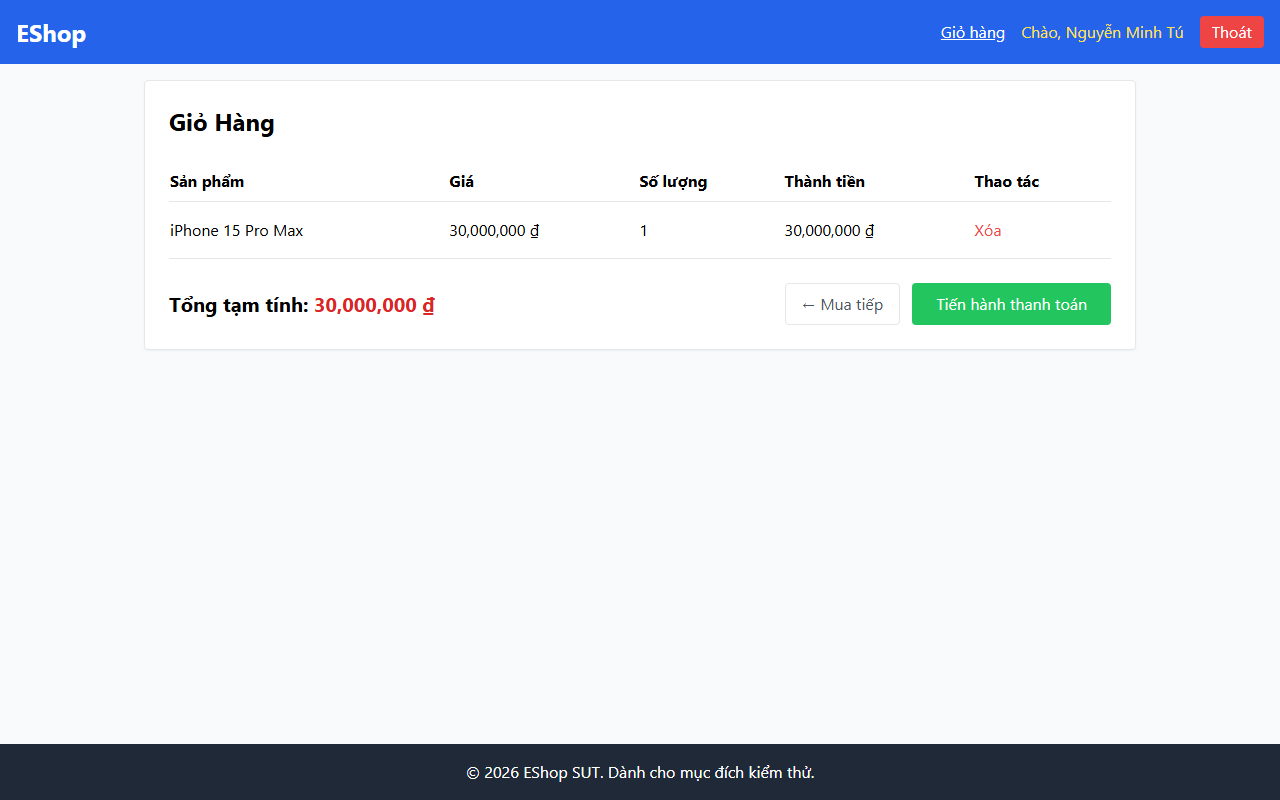 EShop
Giỏ hàng Chào, Nguyễn Minh Tú Thoát
Giỏ Hàng
Sản phẩm Giá Số lượng Thành tiền Thao tác
iPhone 15 Pro Max 30,000,000 ₫ 1 30,000,000 ₫ Xóa
Tổng tạm tính: 30,000,000 ₫ ← Mua tiếp Tiến hành thanh toán
© 2026 EShop SUT. Dành cho mục đích kiểm thử.